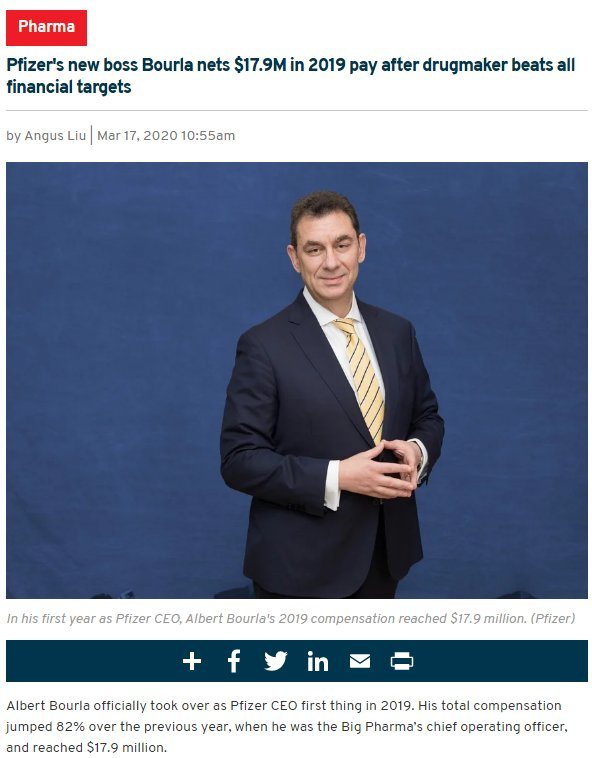 Pharma
Pfizer's new boss Bourla nets $17.9M in 2019 pay after drugmaker beats all
financial targets
by Angus Liu | Mar 17, 2020 10:55am
In his first year as Pfizer CEO, Albert Bourla's 2019 compensation reached $17.9 million. (Pfizer)
Albert Bourla officially took over as Pfizer CEO first thing in 2019. His total compensation
jumped 82% over the previous year, when he was the Big Pharma's chief operating officer,
and reached $17.9 million.